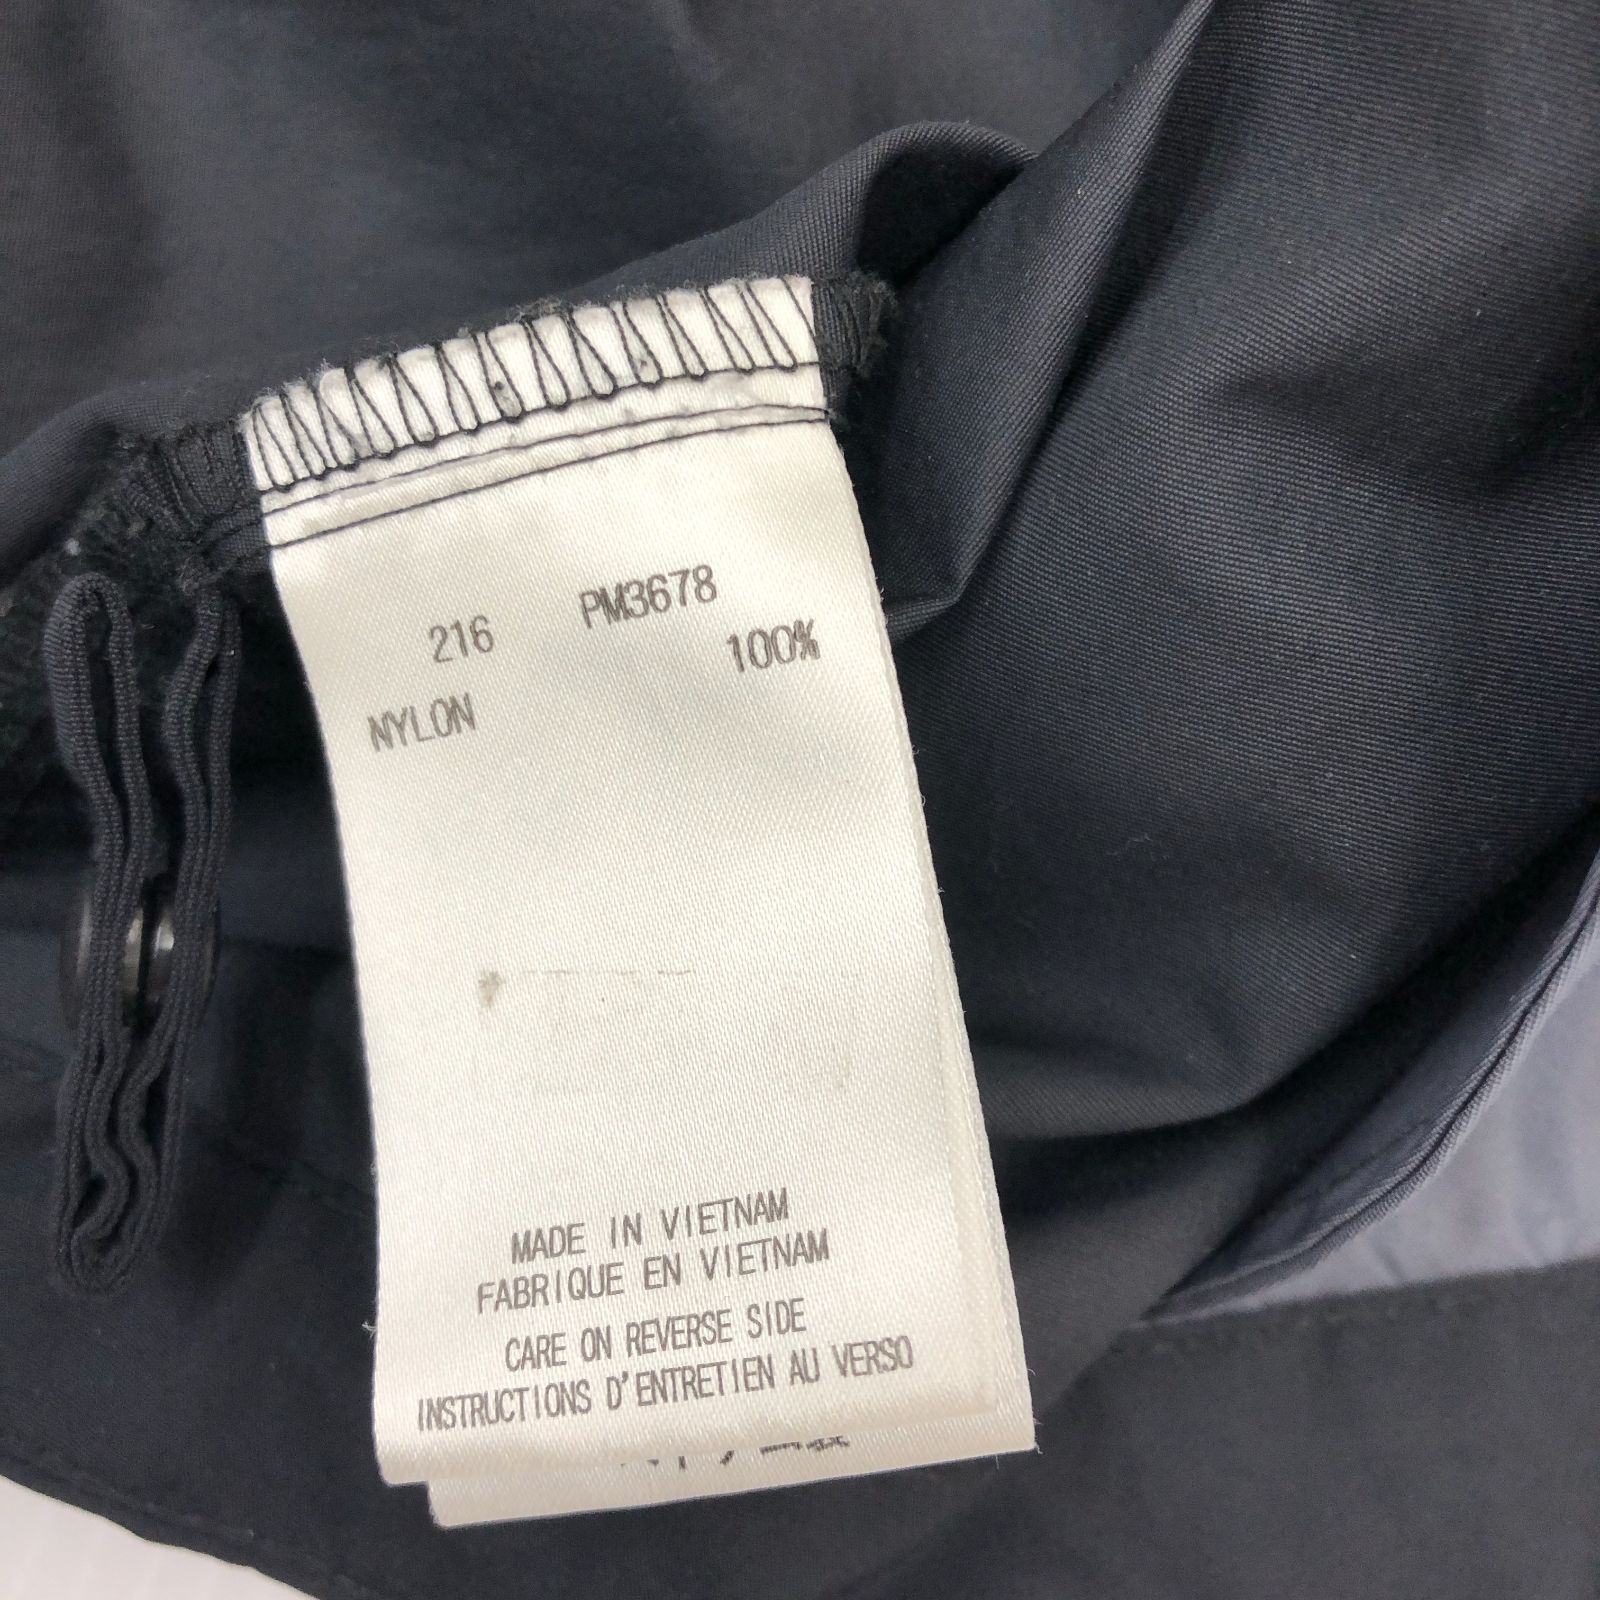 216 PM3678
NYLON 100%
MADE IN VIETNAM
FABRIQUE EN VIETNAM
CARE ON REVERSE SIDE
INSTRUCTIONS D'ENTRETIEN AU VERSO